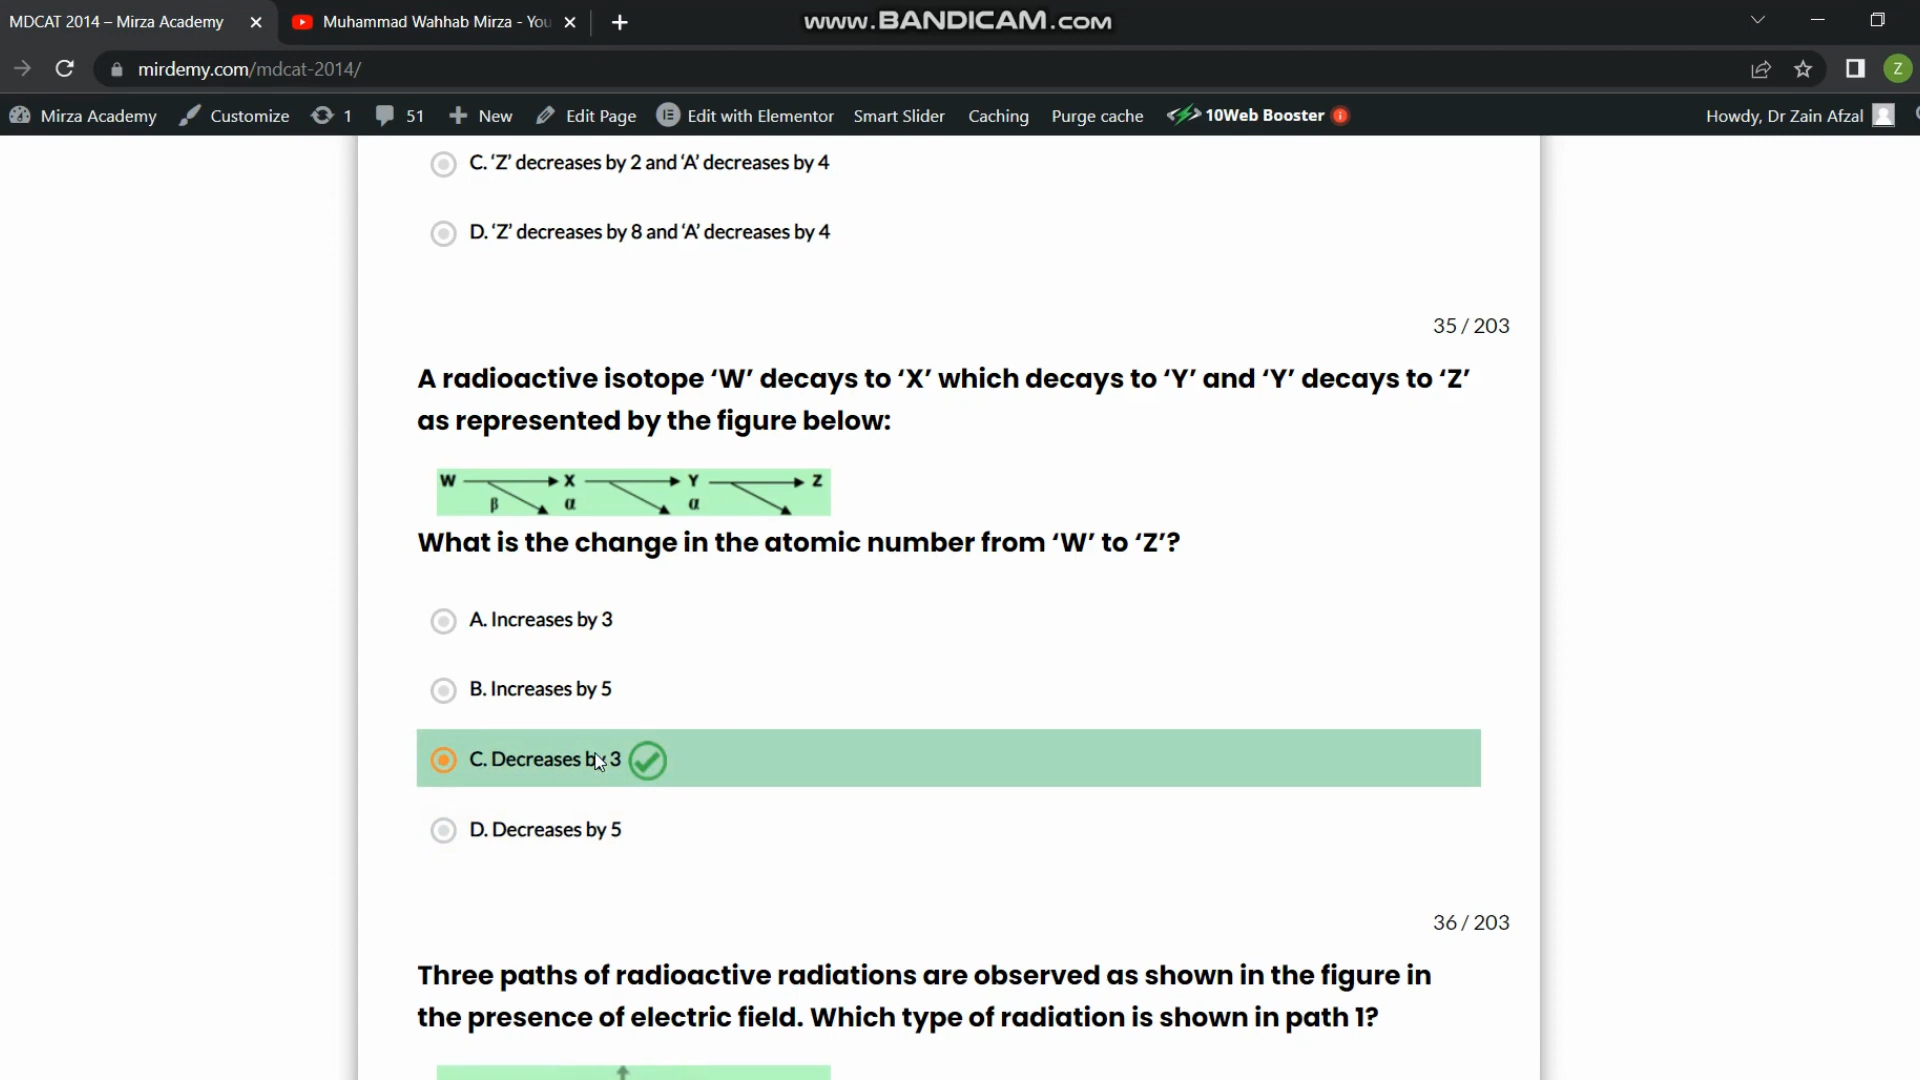 MDCAT 2014 – Mirza Academy
Muhammad Wahhab Mirza - You
www.BANDICAM.com
mirdemy.com/mdcat-2014/
Z
Mirza Academy
Customize
1
51
New
Edit Page
Edit with Elementor
Smart Slider
Caching
Purge cache
10Web Booster
Howdy, Dr Zain Afzal
C. ‘Z’ decreases by 2 and ‘A’ decreases by 4
D. ‘Z’ decreases by 8 and ‘A’ decreases by 4
35 / 203
A radioactive isotope ‘W’ decays to ‘X’ which decays to ‘Y’ and ‘Y’ decays to ‘Z’
as represented by the figure below:
W X Y Z
β α α
What is the change in the atomic number from ‘W’ to ‘Z’?
A. Increases by 3
B. Increases by 5
C. Decreases by 3
D. Decreases by 5
36 / 203
Three paths of radioactive radiations are observed as shown in the figure in
the presence of electric field. Which type of radiation is shown in path 1?